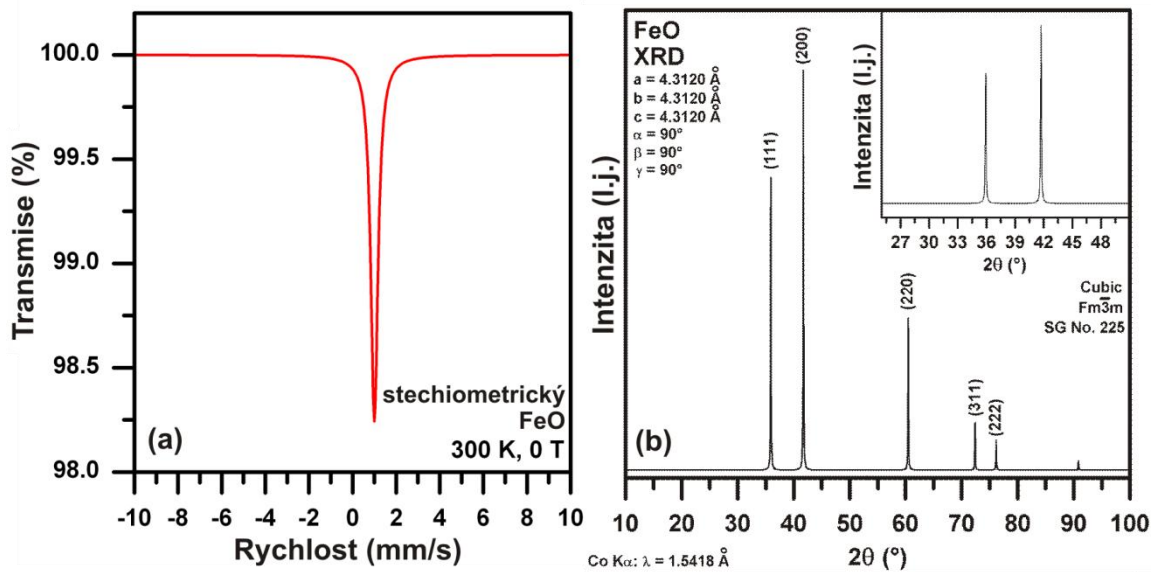 100.0
99.5
99.0
98.5
98.0
Transmise (%)
stechiometrický
FeO
300 K, 0 T
(a)
-10 -8 -6 -4 -2 0 2 4 6 8 10
Rychlost (mm/s)
FeO
XRD
a = 4.3120 Å
b = 4.3120 Å
c = 4.3120 Å
α = 90°
β = 90°
γ = 90°
Intenzita (l.j.)
(111)
(200)
(220)
(311)
(222)
Intenzita (l.j.)
27 30 33 36 39 42 45 48
2θ (°)
Cubic
Fm3̅m
SG No. 225
(b)
10 20 30 40 50 60 70 80 90 100
Co Kα: λ = 1.5418 Å
2θ (°)